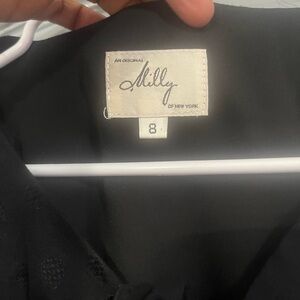 AN ORIGINAL
Milly
OF NEW YORK
8